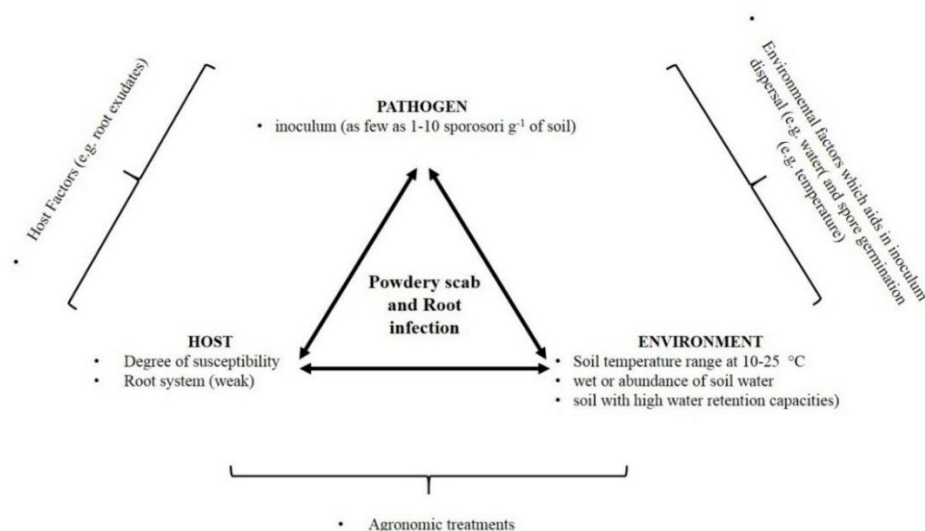 PATHOGEN
• inoculum (as few as 1-10 sporosori g⁻¹ of soil)
• Host Factors (e.g. root exudates)
• Environmental factors which aids in inoculum
dispersal (e.g. water( and spore germination
(e.g. temperature)
Powdery scab
and Root
infection
HOST
• Degree of susceptibility
• Root system (weak)
ENVIRONMENT
• Soil temperature range at 10-25 °C
• wet or abundance of soil water
• soil with high water retention capacities)
• Agronomic treatments